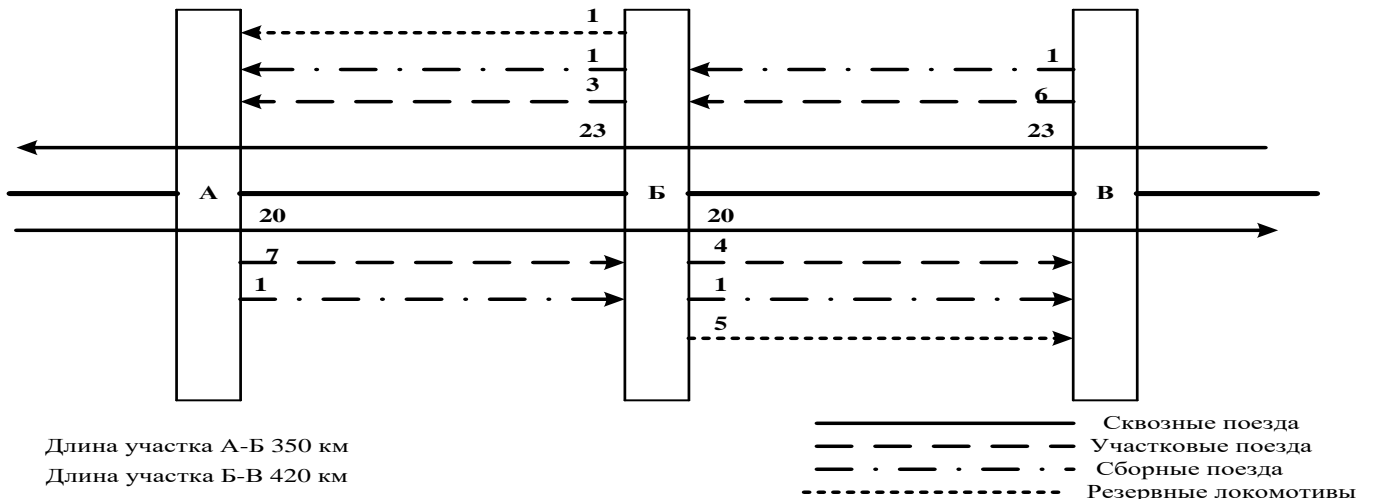 1
1 1
3 6
23 23
А Б В
20 20
7 4
1 1
5
Длина участка А-Б 350 км
Длина участка Б-В 420 км
Сквозные поезда
Участковые поезда
Сборные поезда
Резервные локомотивы